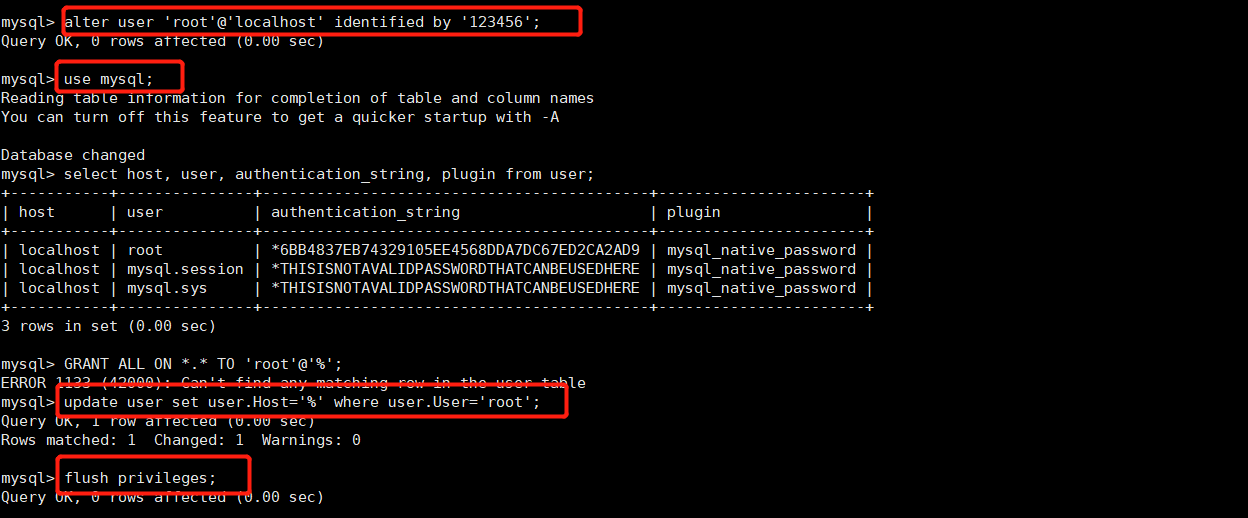 mysql> alter user 'root'@'localhost' identified by '123456';
Query OK, 0 rows affected (0.00 sec)
mysql> use mysql;
Reading table information for completion of table and column names
You can turn off this feature to get a quicker startup with -A
Database changed
mysql> select host, user, authentication_string, plugin from user;
+-----------+---------------+-------------------------------------------+-----------------------+
| host      | user          | authentication_string                     | plugin                |
+-----------+---------------+-------------------------------------------+-----------------------+
| localhost | root          | *6BB4837EB74329105EE4568DDA7DC67ED2CA2AD9 | mysql_native_password |
| localhost | mysql.session | *THISISNOTAVALIDPASSWORDTHATCANBEUSEDHERE | mysql_native_password |
| localhost | mysql.sys     | *THISISNOTAVALIDPASSWORDTHATCANBEUSEDHERE | mysql_native_password |
+-----------+---------------+-------------------------------------------+-----------------------+
3 rows in set (0.00 sec)
mysql> GRANT ALL ON *.* TO 'root'@'%';
ERROR 1133 (42000): Can't find any matching row in the user table
mysql> update user set user.Host='%' where user.User='root';
Query OK, 1 row affected (0.00 sec)
Rows matched: 1  Changed: 1  Warnings: 0
mysql> flush privileges;
Query OK, 0 rows affected (0.00 sec)